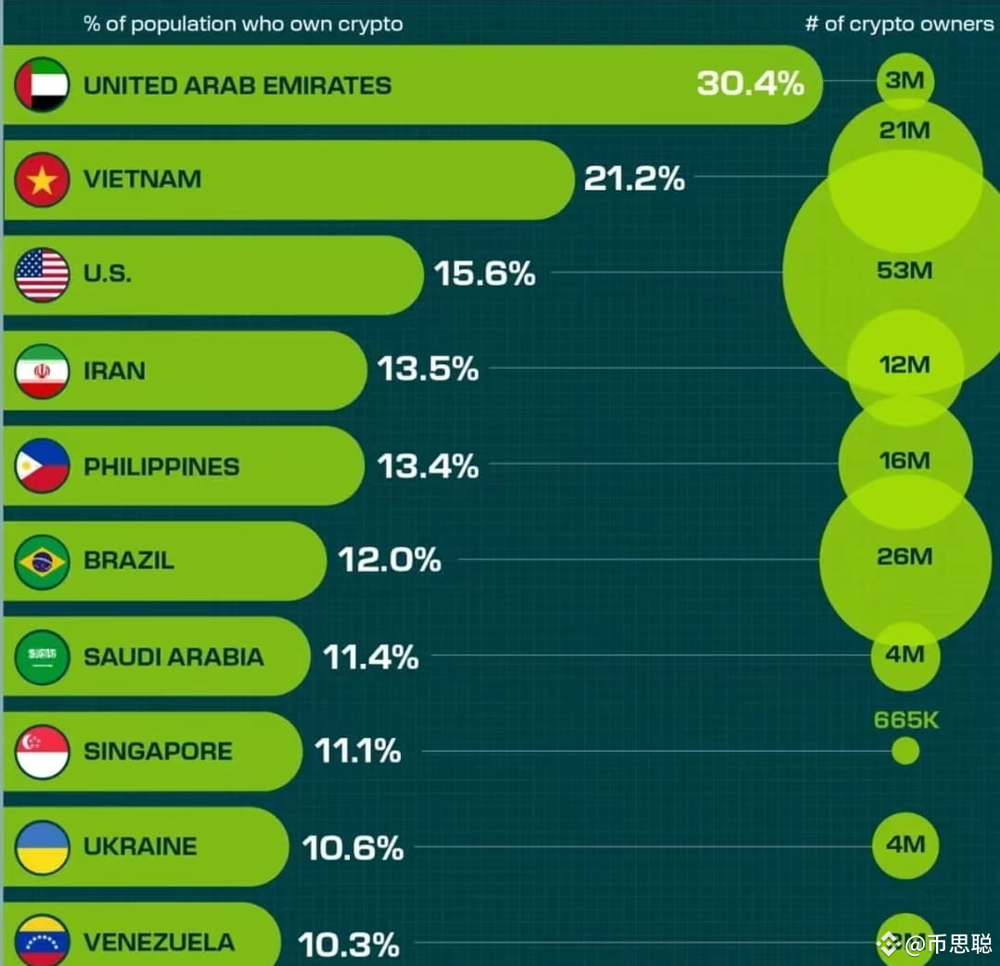 % of population who own crypto
# of crypto owners
UNITED ARAB EMIRATES 30.4% 3M
VIETNAM 21.2% 21M
U.S. 15.6% 53M
IRAN 13.5% 12M
PHILIPPINES 13.4% 16M
BRAZIL 12.0% 26M
SAUDI ARABIA 11.4% 4M
SINGAPORE 11.1% 665K
UKRAINE 10.6% 4M
VENEZUELA 10.3%
@币思聪